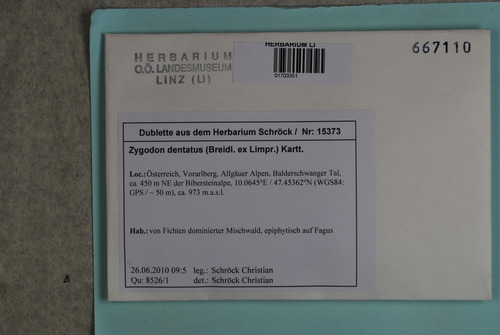 HERBARIUM
O.Ö. LANDESMUSEUM
LINZ (LI)
HERBARIUM LI
01703351
667110
Dublette aus dem Herbarium Schröck / Nr: 15373
Zygodon dentatus (Breidl. ex Limpr.) Kartt.
Loc.: Österreich, Vorarlberg, Allgäuer Alpen, Balderschwanger Tal,
ca. 450 m NE der Bibersteinalpe, 10.0645°E / 47.45362°N (WGS84:
GPS / ~ 50 m), ca. 973 m.a.s.l.
Hab.: von Fichten dominierter Mischwald, epiphytisch auf Fagus
26.06.2010 09:5 leg.: Schröck Christian
Qu: 8526/1 det.: Schröck Christian